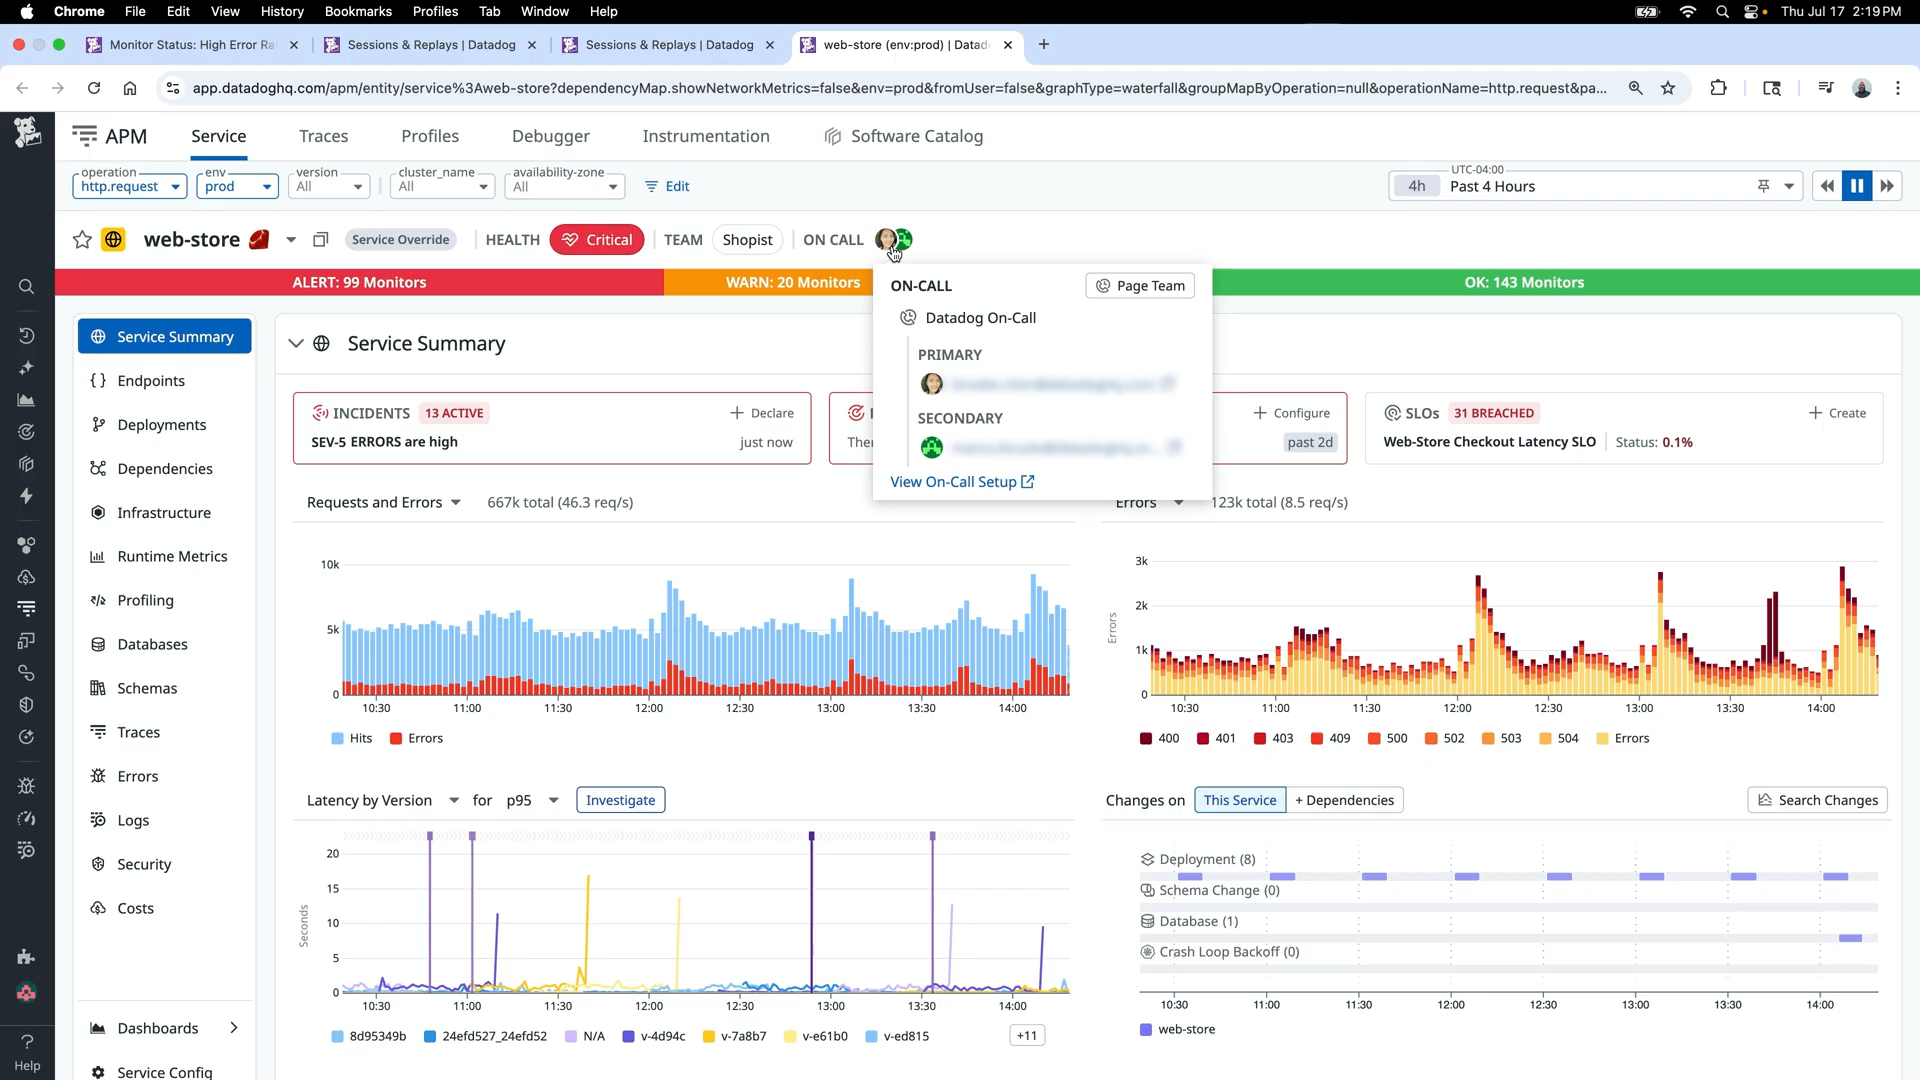 Chrome File Edit View History Bookmarks Profiles Tab Window Help
Thu Jul 17 2:19 PM
Monitor Status: High Error Ra
Sessions & Replays | Datadog
Sessions & Replays | Datadog
web-store (env:prod) | Datad
app.datadoghq.com/apm/entity/service%3Aweb-store?dependencyMap.showNetworkMetrics=false&env=prod&fromUser=false&graphType=waterfall&groupMapByOperation=null&operationName=http.request&pa...
APM Service Traces Profiles Debugger Instrumentation Software Catalog
operation env version cluster_name availability-zone
http.request prod All All All Edit
UTC-04:00
4h Past 4 Hours
web-store Service Override HEALTH Critical TEAM Shopist ON CALL
ALERT: 99 Monitors WARN: 20 Monitors OK: 143 Monitors
ON-CALL Page Team
Datadog On-Call
PRIMARY
SECONDARY
View On-Call Setup
Service Summary
Endpoints
Deployments
Dependencies
Infrastructure
Runtime Metrics
Profiling
Databases
Schemas
Traces
Errors
Logs
Security
Costs
Dashboards
Service Config
Help
Service Summary
INCIDENTS 13 ACTIVE + Declare
SEV-5 ERRORS are high just now
+ Configure
past 2d
SLOs 31 BREACHED + Create
Web-Store Checkout Latency SLO Status: 0.1%
Requests and Errors 667k total (46.3 req/s)
10k
5k
0
10:30 11:00 11:30 12:00 12:30 13:00 13:30 14:00
Hits Errors
Errors 123k total (8.5 req/s)
Errors
3k
2k
1k
0
10:30 11:00 11:30 12:00 12:30 13:00 13:30 14:00
400 401 403 409 500 502 503 504 Errors
Latency by Version for p95 Investigate
Seconds
20
15
10
5
0
10:30 11:00 11:30 12:00 12:30 13:00 13:30 14:00
8d95349b 24efd527_24efd52 N/A v-4d94c v-7a8b7 v-e61b0 v-ed815 +11
Changes on This Service + Dependencies Search Changes
Deployment (8)
Schema Change (0)
Database (1)
Crash Loop Backoff (0)
10:30 11:00 11:30 12:00 12:30 13:00 13:30 14:00
web-store